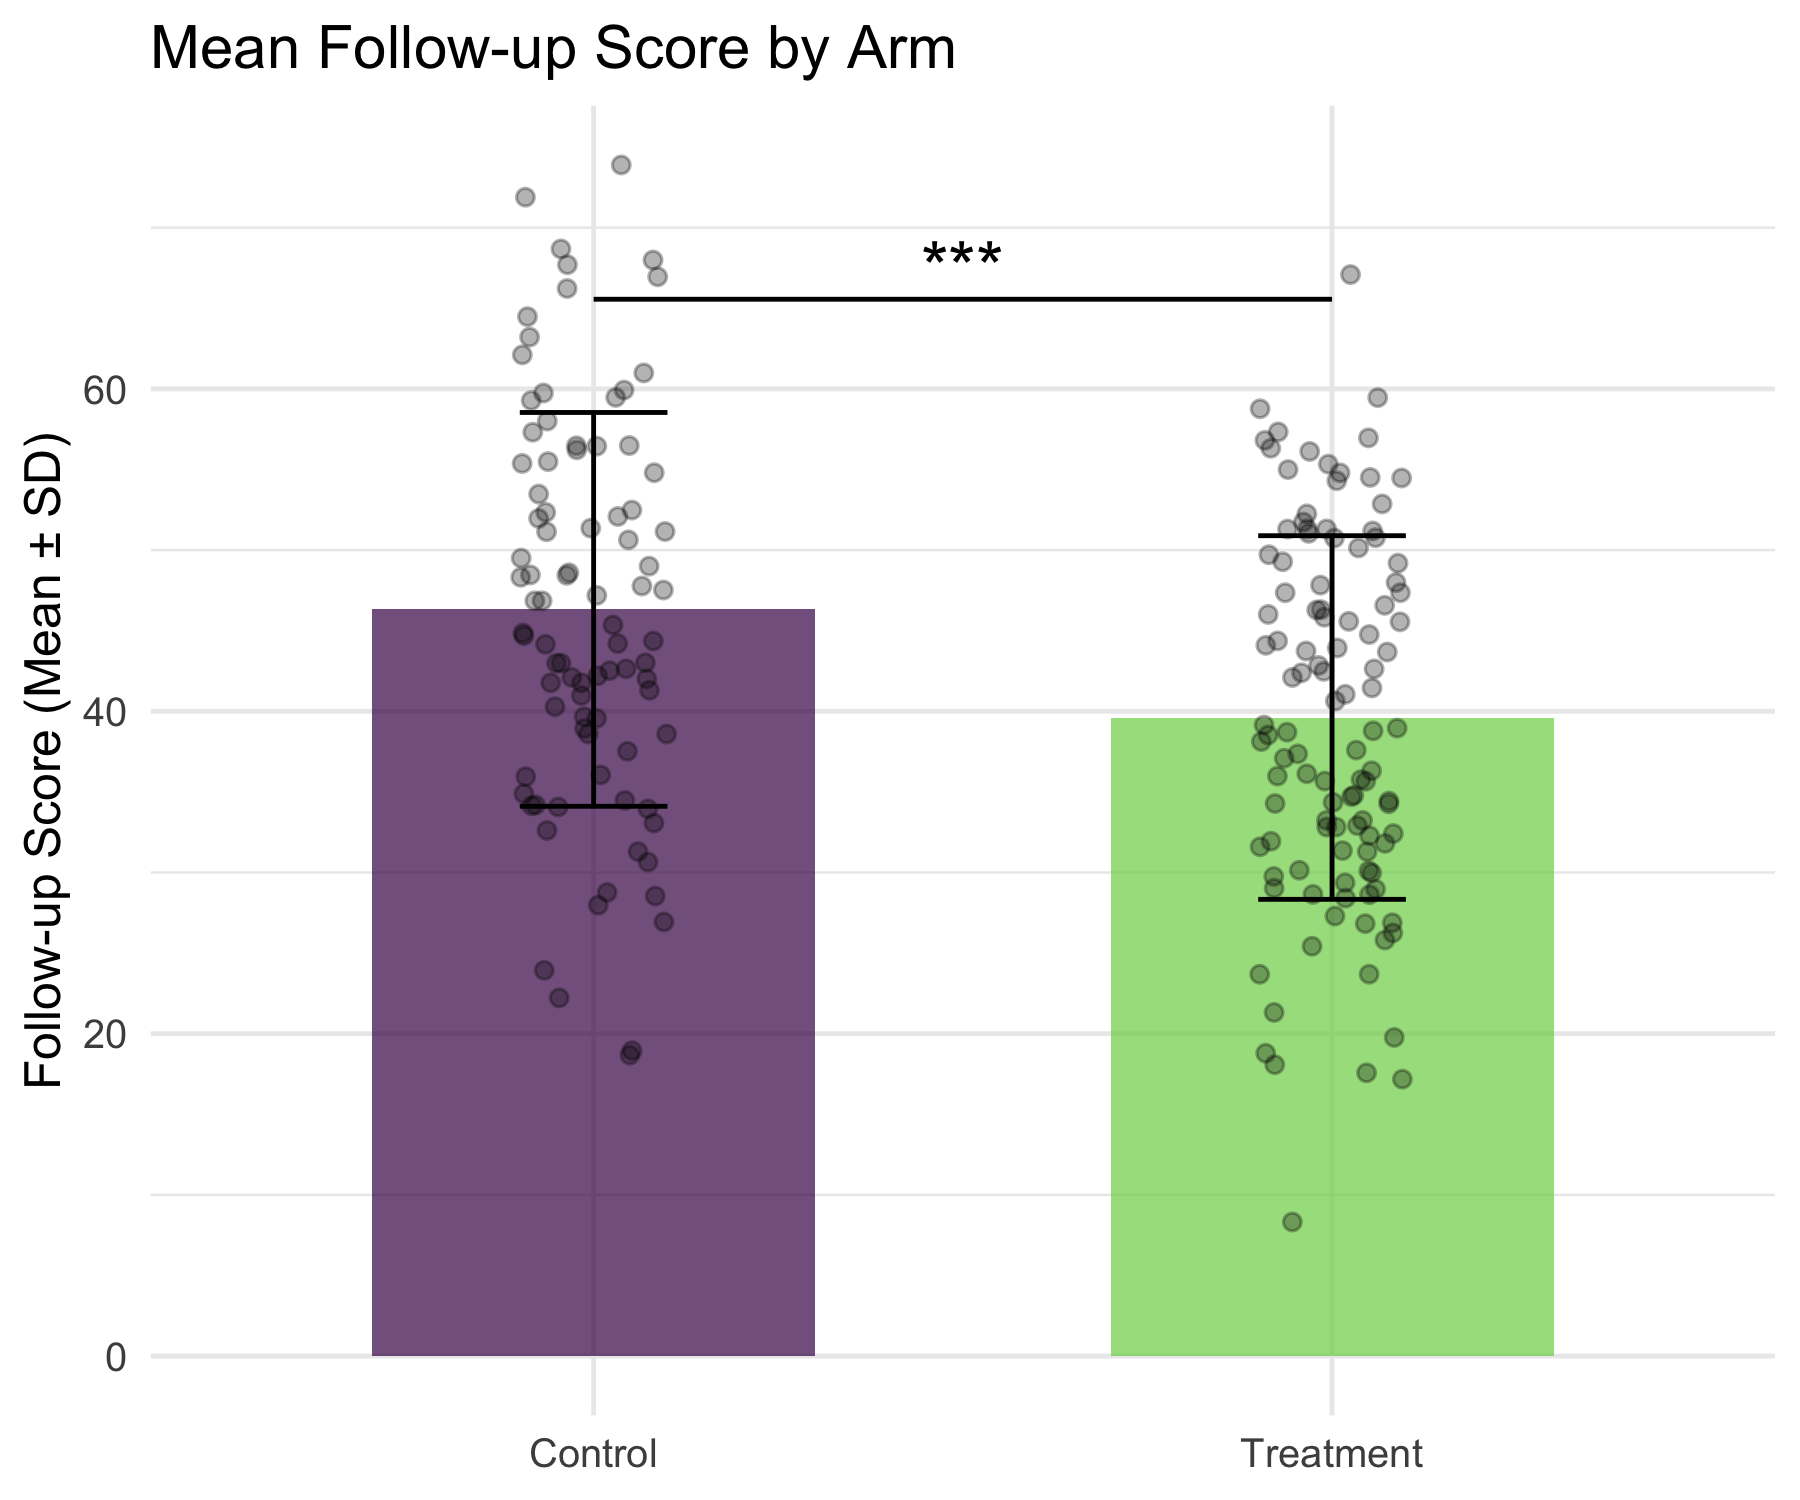 Mean Follow-up Score by Arm
***
Follow-up Score (Mean ± SD)
60
40
20
0
Control
Treatment